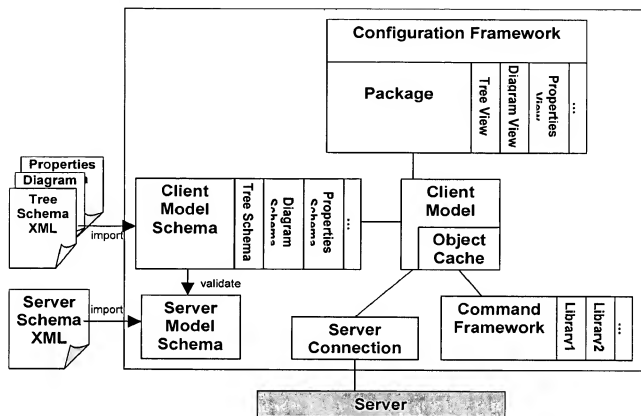 Configuration Framework
Package
Tree View
Diagram View
Properties
View
...
Properties
Diagram
Tree
Schema
XML
import
Client
Model
Schema
Tree Schema
Diagram
Schema
Properties
Schema
...
Client
Model
Object
Cache
validate
Server
Schema
XML
import
Server
Model
Schema
Server
Connection
Command
Framework
Library1
Library2
...
Server